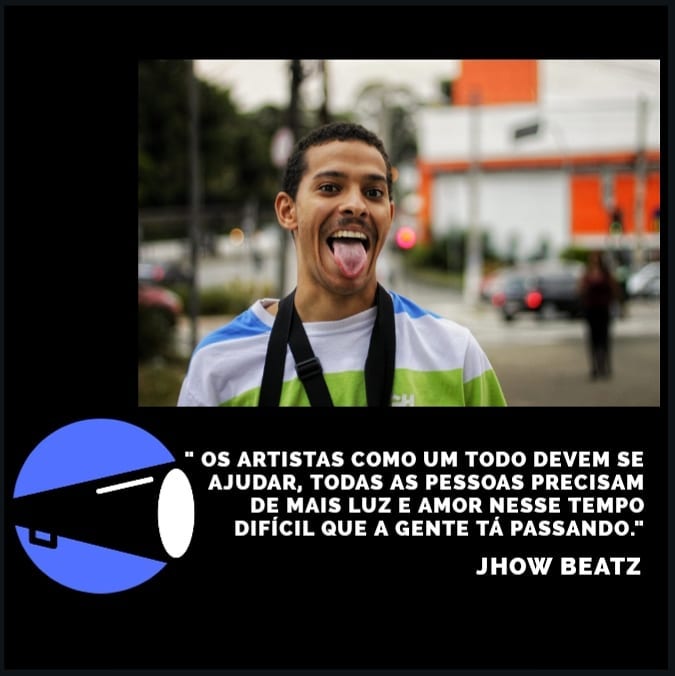 " OS ARTISTAS COMO UM TODO DEVEM SE
AJUDAR, TODAS AS PESSOAS PRECISAM
DE MAIS LUZ E AMOR NESSE TEMPO
DIFÍCIL QUE A GENTE TÁ PASSANDO."
JHOW BEATZ